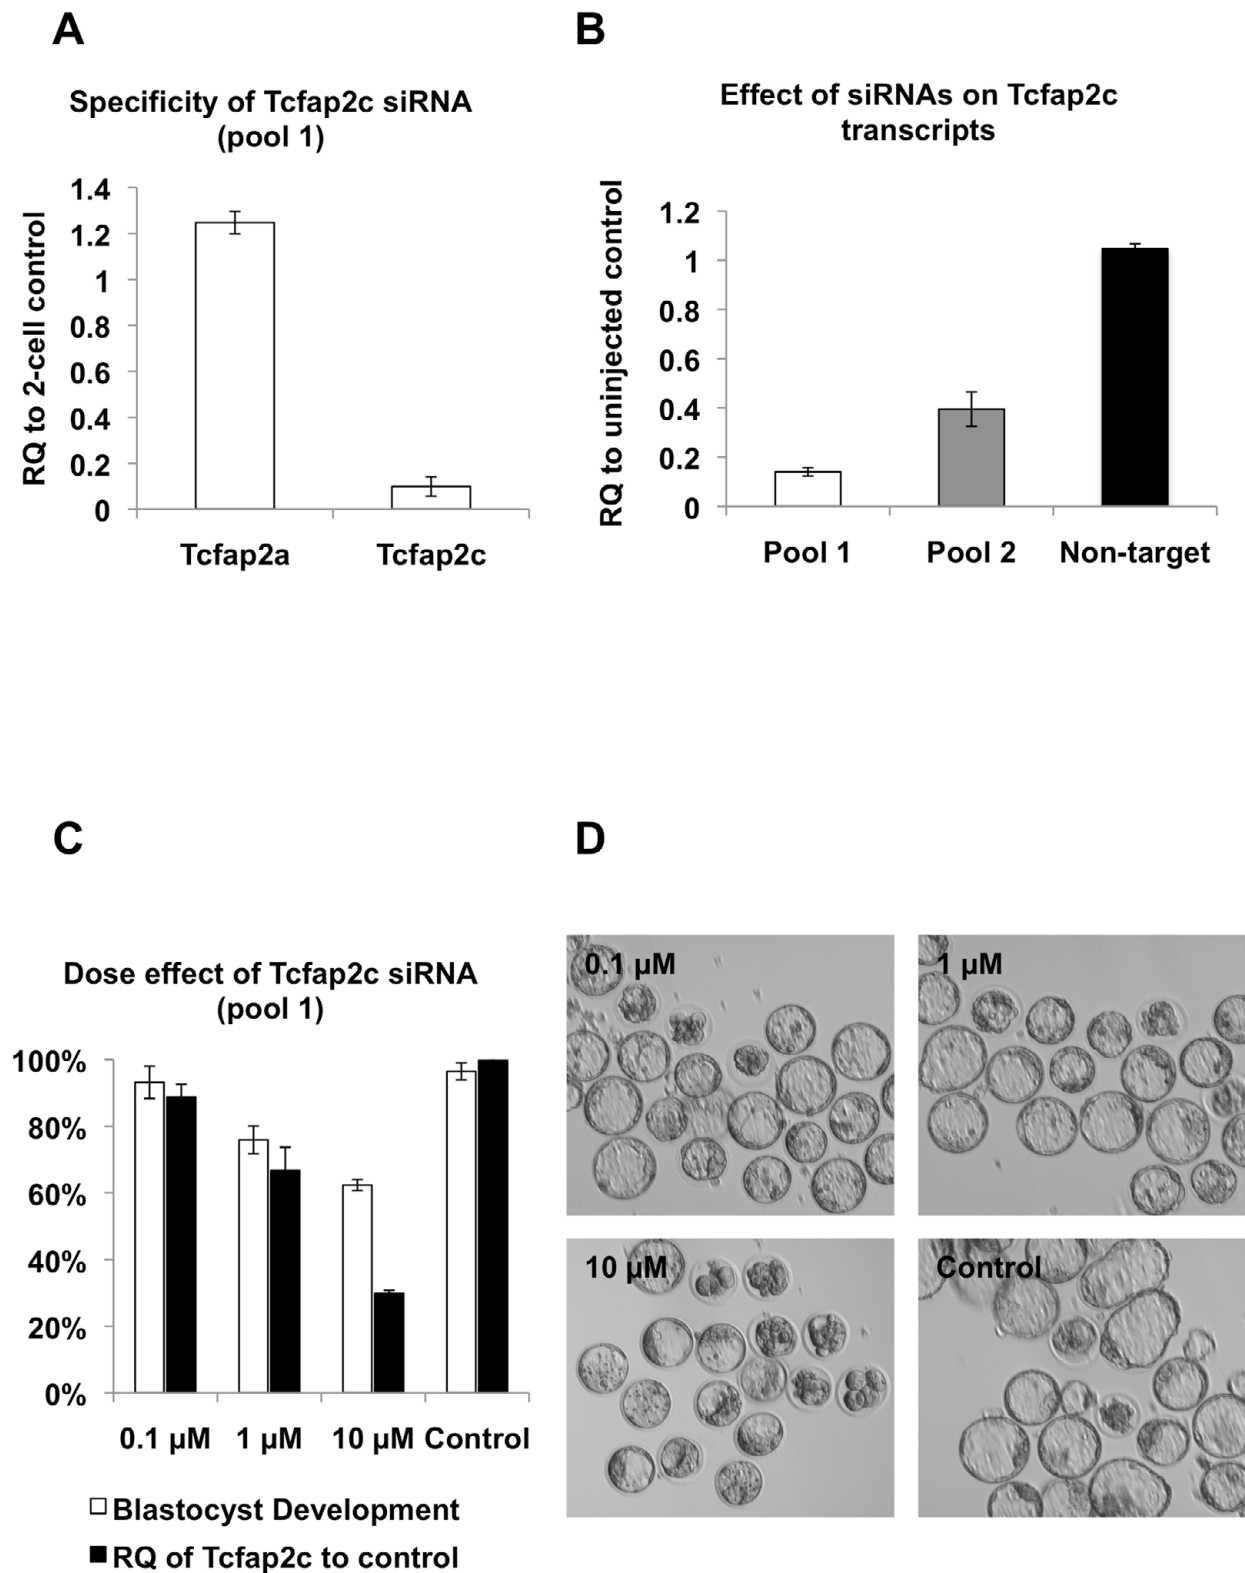 A
Specificity of Tcfap2c siRNA
(pool 1)
RQ to 2-cell control
1.4
1.2
1
0.8
0.6
0.4
0.2
0
Tcfap2a
Tcfap2c
B
Effect of siRNAs on Tcfap2c
transcripts
RQ to uninjected control
1.2
1
0.8
0.6
0.4
0.2
0
Pool 1
Pool 2
Non-target
C
Dose effect of Tcfap2c siRNA
(pool 1)
100%
80%
60%
40%
20%
0%
0.1 µM
1 µM
10 µM
Control
Blastocyst Development
RQ of Tcfap2c to control
D
0.1 µM
1 µM
10 µM
Control